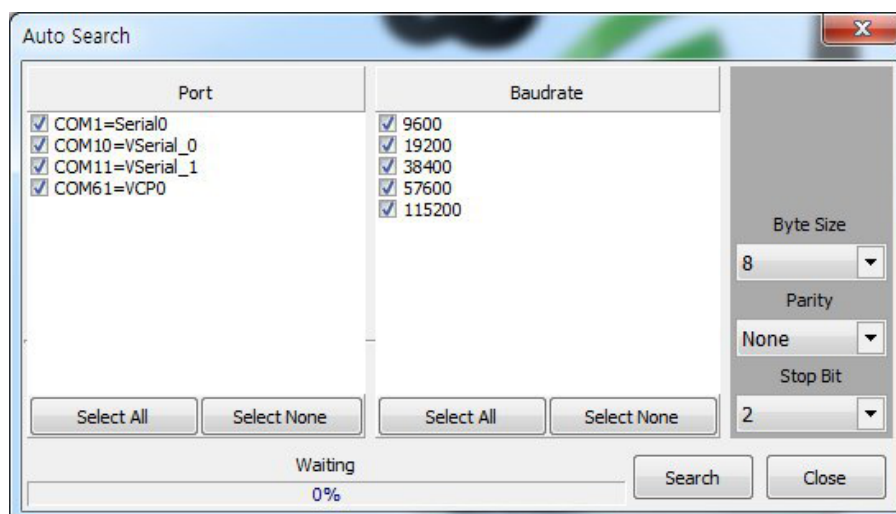 Auto Search
Port
COM1=Serial0
COM10=VSerial_0
COM11=VSerial_1
COM61=VCP0
Select All
Select None
Baudrate
9600
19200
38400
57600
115200
Select All
Select None
Byte Size
8
Parity
None
Stop Bit
2
Waiting
0%
Search
Close